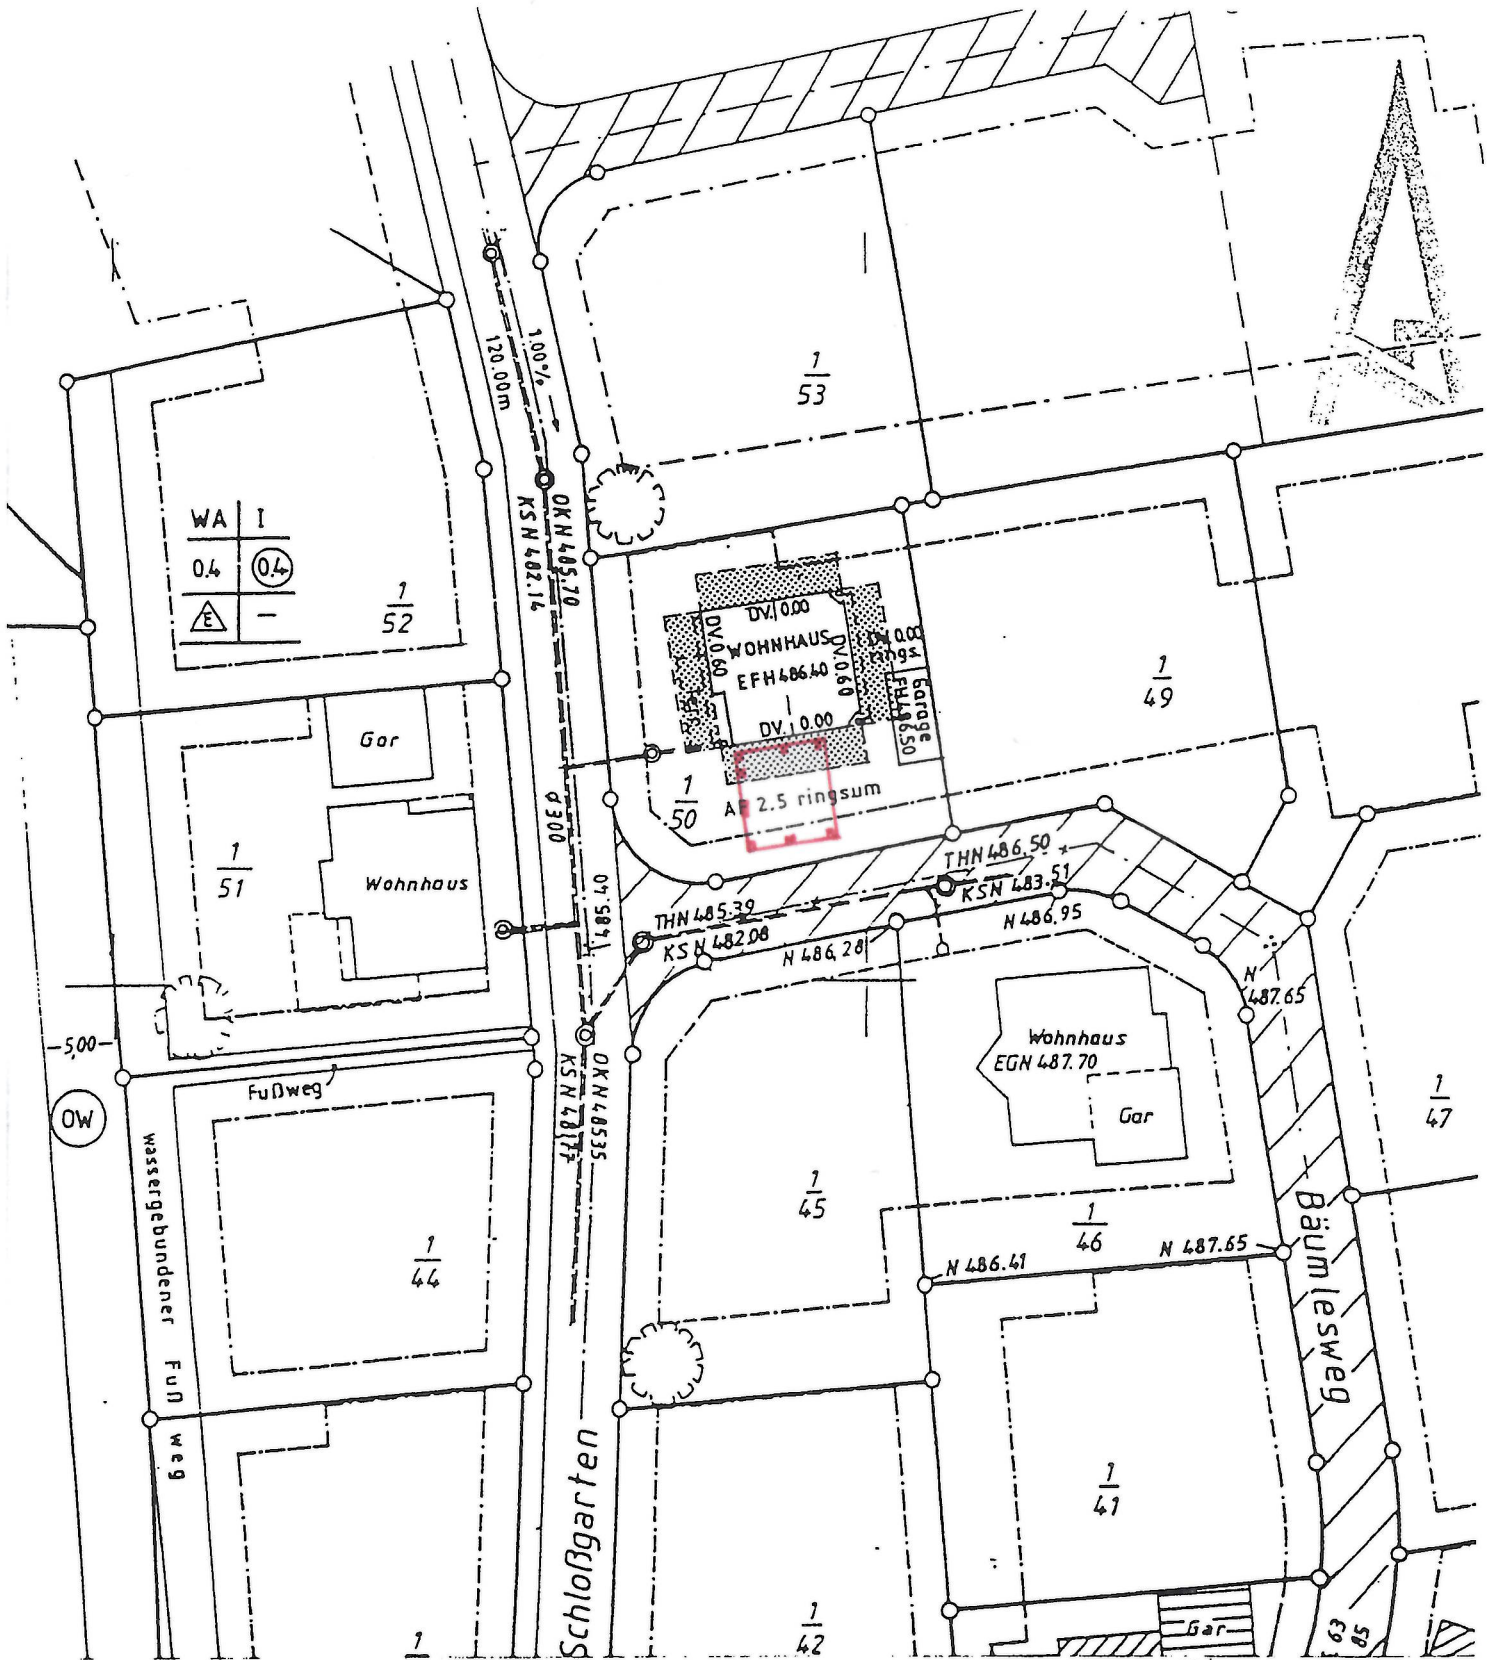 1.00%
120.00m
1
53
OKN 485.70
KSN 482.14
WA I
0.4 0.4
E –
1
52
DV. 0.00
DV 0.60
WOHNHAUS
EFH 486.40
DV 0.60
DV 0.00
rings
Garage
FH 486.50
DV. 0.00
1
49
Gar
1
50
AF 2.5 ringsum
ø 300
1
51
Wohnhaus
485.40
THN 486.50
KSN 483.51
THN 485.39
KSN 482.08
N 486.28
N 486.95
N
487.65
-5,00-
Wohnhaus
EGN 487.70
Gar
Fußweg
OW
OKN 485.35
KSN 481.77
1
47
wassergebundener Fuß weg
1
44
1
45
1
46
N 486.41
N 487.65
Bäumlesweg
Schloßgarten
1
41
1
42
1
Gar
63
85